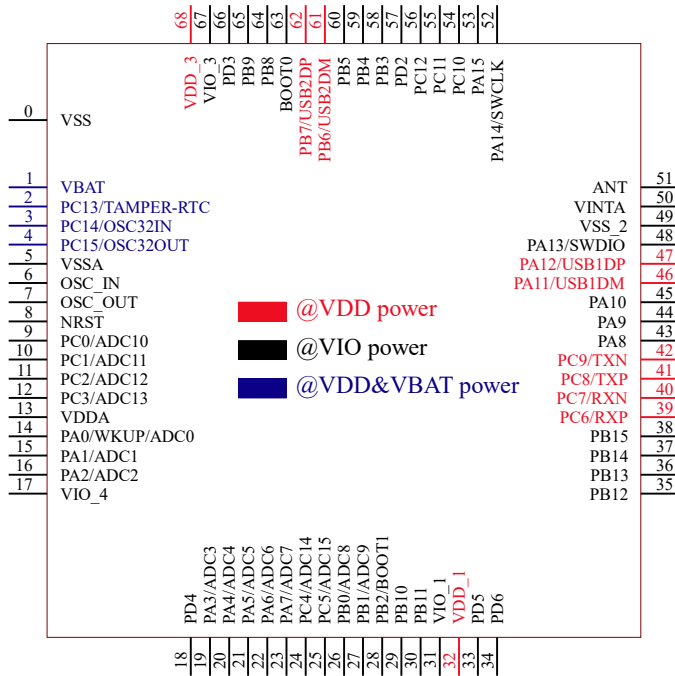 68 67 66 65 64 63 62 61 60 59 58 57 56 55 54 53 52
VDD_3
VIO_3
PD3
PB9
PB8
BOOT0
PB7/USB2DP
PB6/USB2DM
PB5
PB4
PB3
PD2
PC12
PC11
PC10
PA15
PA14/SWCLK
0 VSS
1 VBAT
2 PC13/TAMPER-RTC
3 PC14/OSC32IN
4 PC15/OSC32OUT
5 VSSA
6 OSC_IN
7 OSC_OUT
8 NRST
9 PC0/ADC10
10 PC1/ADC11
11 PC2/ADC12
12 PC3/ADC13
13 VDDA
14 PA0/WKUP/ADC0
15 PA1/ADC1
16 PA2/ADC2
17 VIO_4
@VDD power
@VIO power
@VDD&VBAT power
ANT 51
VINTA 50
VSS_2 49
PA13/SWDIO 48
PA12/USB1DP 47
PA11/USB1DM 46
PA10 45
PA9 44
PA8 43
PC9/TXN 42
PC8/TXP 41
PC7/RXN 40
PC6/RXP 39
PB15 38
PB14 37
PB13 36
PB12 35
PD4
PA3/ADC3
PA4/ADC4
PA5/ADC5
PA6/ADC6
PA7/ADC7
PC4/ADC14
PC5/ADC15
PB0/ADC8
PB1/ADC9
PB2/BOOT1
PB10
PB11
VIO_1
VDD_1
PD5
PD6
18 19 20 21 22 23 24 25 26 27 28 29 30 31 32 33 34